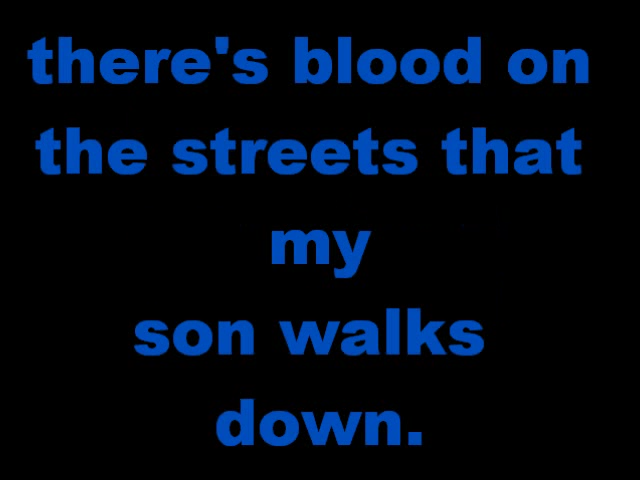 there's blood on
the streets that
my
son walks
down.